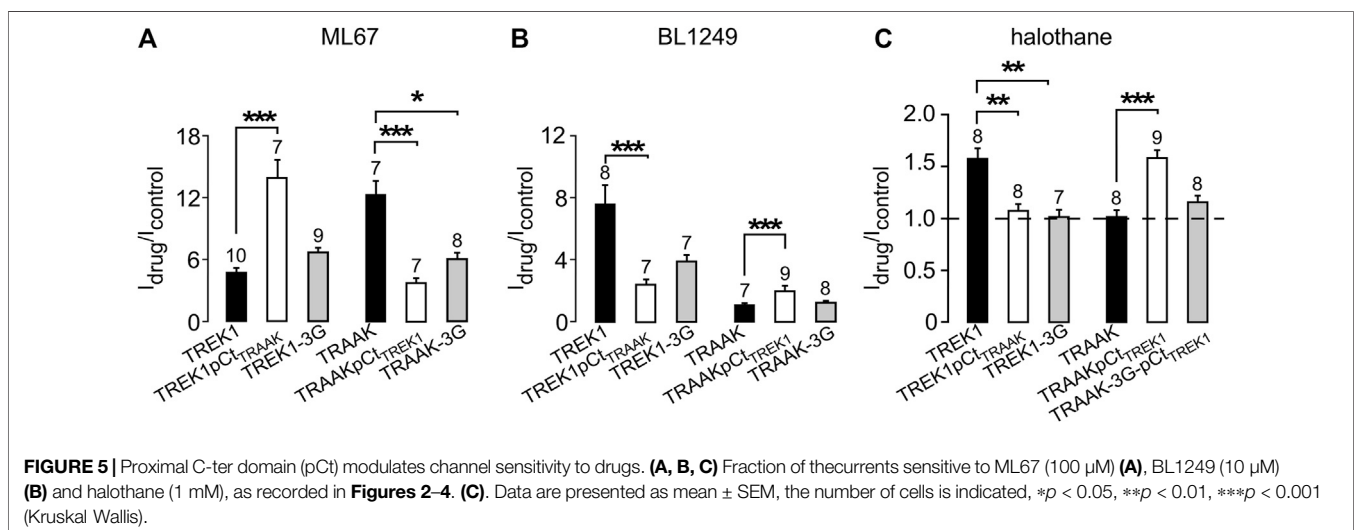 A ML67
*** * ***
18
12
6
0
I_drug/I_control
10 7 9 7 7 8
TREK1
TREK1pCt_TRAAK
TREK1-3G
TRAAK
TRAAKpCt_TREK1
TRAAK-3G
B BL1249
*** ***
12
8
4
0
I_drug/I_control
8 7 7 7 9 8
TREK1
TREK1pCt_TRAAK
TREK1-3G
TRAAK
TRAAKpCt_TREK1
TRAAK-3G
C halothane
** ** ***
2.0
1.5
1.0
0.5
0
I_drug/I_control
8 8 7 8 9 8
TREK1
TREK1pCt_TRAAK
TREK1-3G
TRAAK
TRAAKpCt_TREK1
TRAAK-3G-pCt_TREK1
FIGURE 5 | Proximal C-ter domain (pCt) modulates channel sensitivity to drugs. (A, B, C) Fraction of thecurrents sensitive to ML67 (100 μM) (A), BL1249 (10 μM)
(B) and halothane (1 mM), as recorded in Figures 2–4. (C). Data are presented as mean ± SEM, the number of cells is indicated, ∗p < 0.05, ∗∗p < 0.01, ∗∗∗p < 0.001
(Kruskal Wallis).